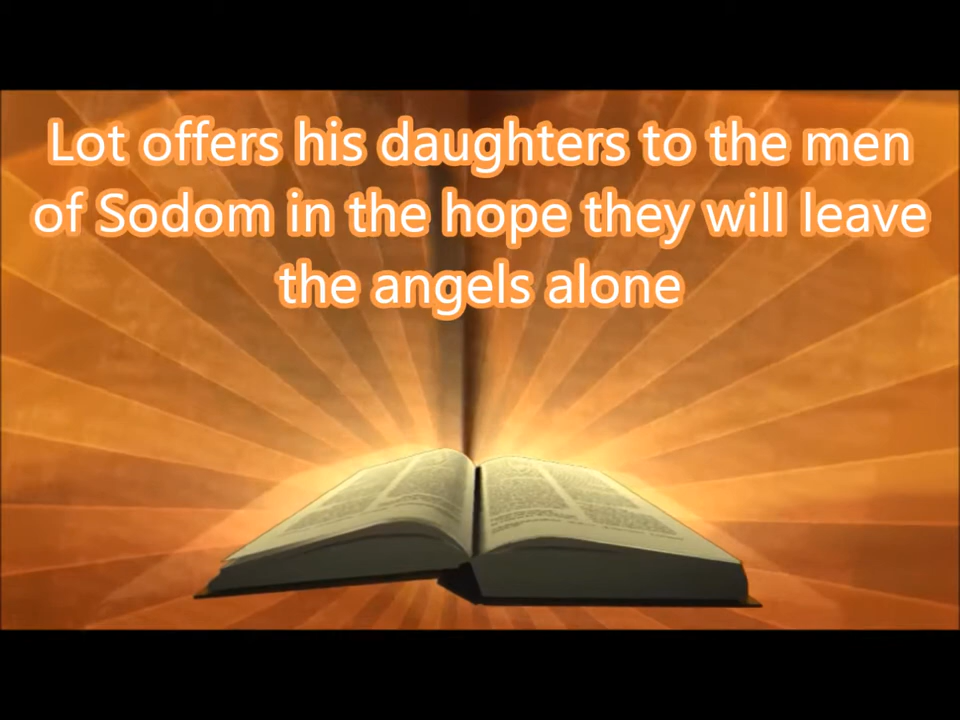 Lot offers his daughters to the men
of Sodom in the hope they will leave
the angels alone